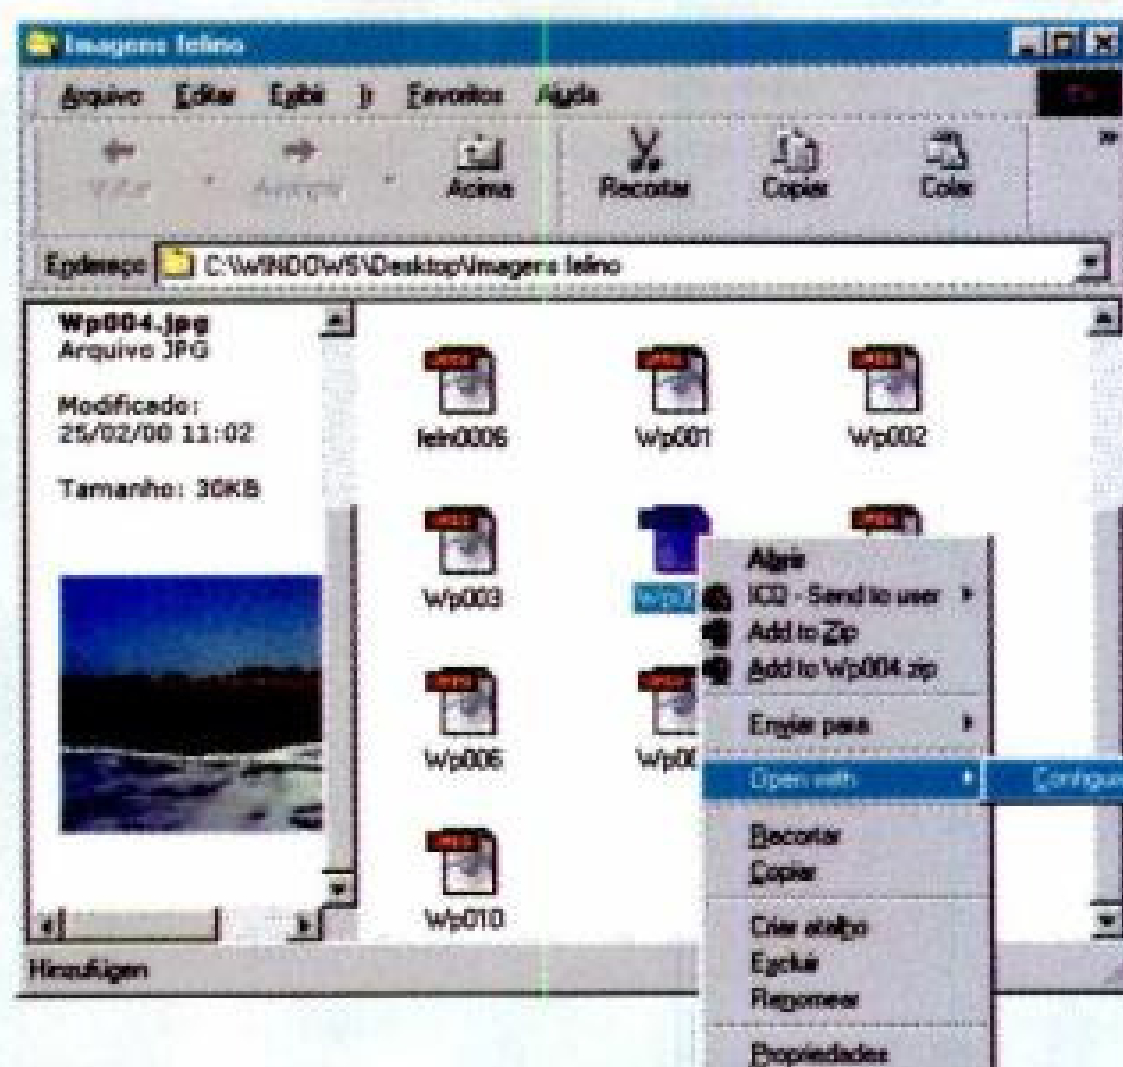 Imagens felino
Arquivo Editar Exibir Ir Favoritos Ajuda
Voltar Avançar Acima Recortar Copiar Colar
Endereço C:\WINDOWS\Desktop\Imagens felino
Wp004.jpg
Arquivo JPG
Modificado:
25/02/00 11:02
Tamanho: 30KB
feln0006 Wp001 Wp002
Wp003
Wp006
Wp010
Abrir
ICQ - Send to user
Add to Zip
Add to Wp004.zip
Enviar para
Open with
Recortar
Copiar
Criar atalho
Excluir
Renomear
Propriedades
Hinzufügen